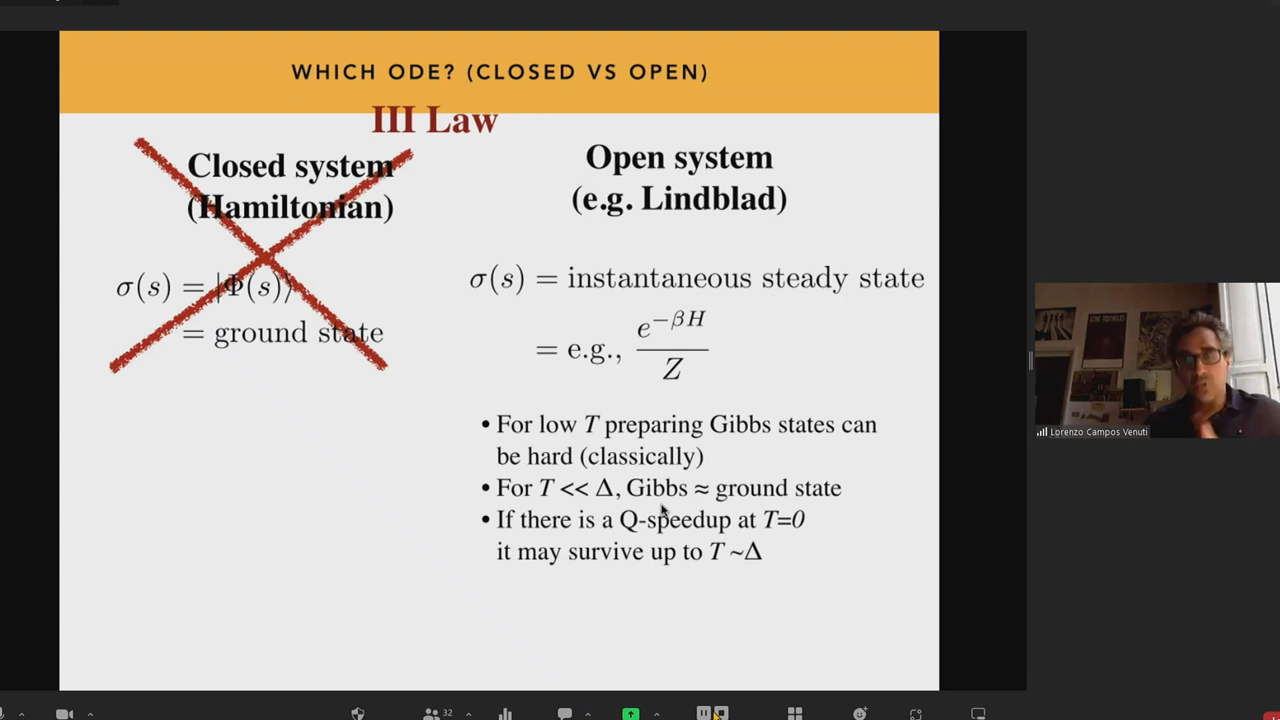 WHICH ODE? (CLOSED VS OPEN)
III Law
Closed system
(Hamiltonian)
σ(s) = |Φ(s)⟩
= ground state
Open system
(e.g. Lindblad)
σ(s) = instantaneous steady state
= e.g., e^{-βH} / Z
• For low T preparing Gibbs states can
be hard (classically)
• For T << Δ, Gibbs ≈ ground state
• If there is a Q-speedup at T=0
it may survive up to T ~Δ
Lorenzo Campos Venuti
32